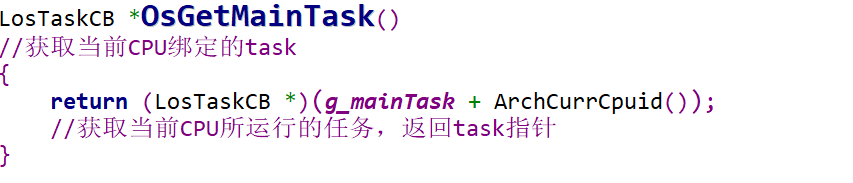 LosTaskCB *OsGetMainTask()
//获取当前CPU绑定的task
{
    return (LosTaskCB *)(g_mainTask + ArchCurrCpuid());
    //获取当前CPU所运行的任务，返回task指针
}